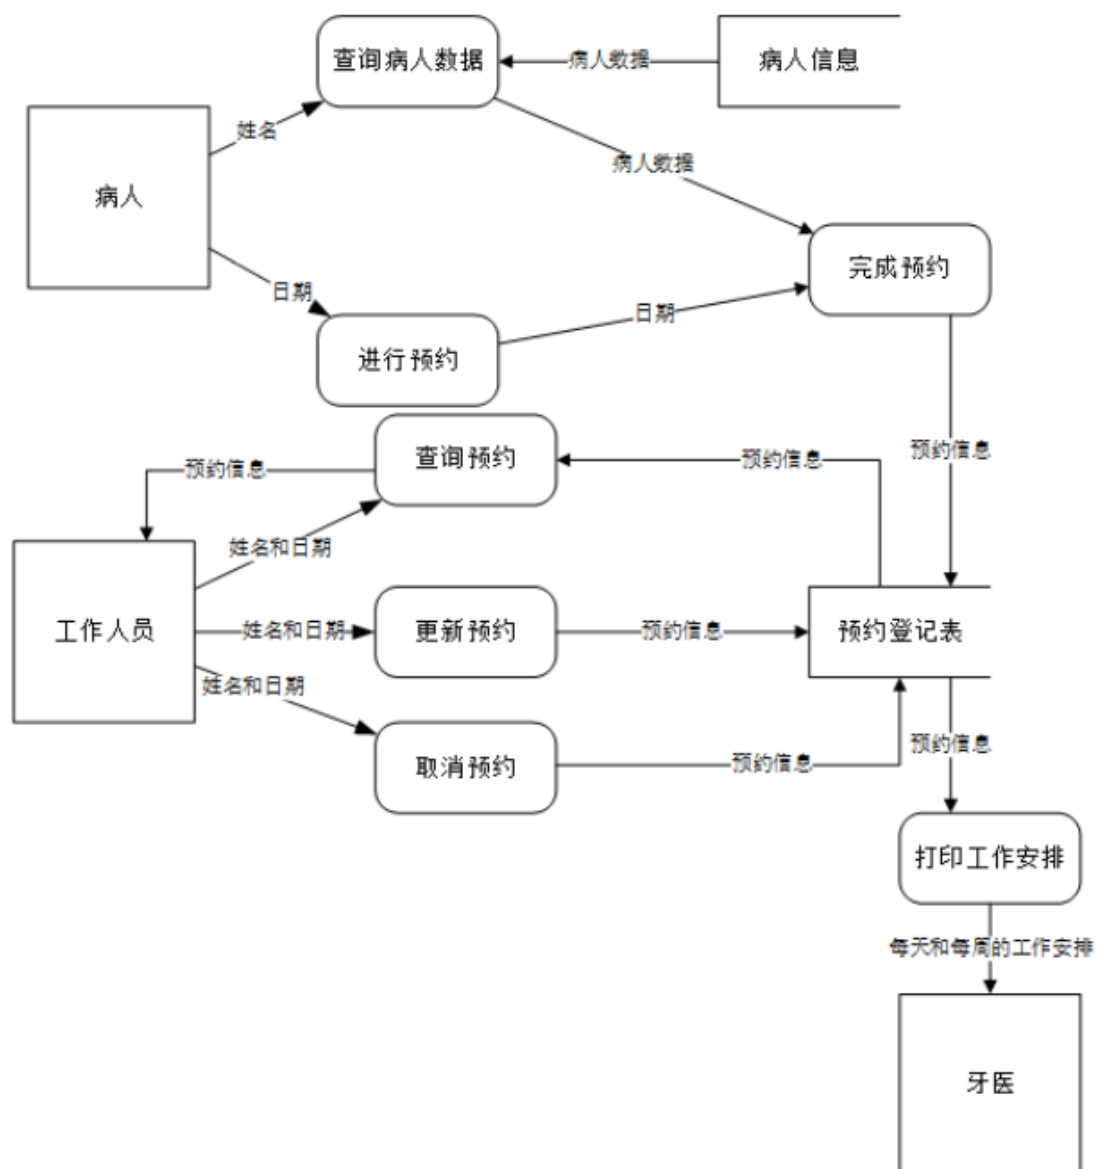 查询病人数据
病人数据
病人信息
姓名
病人
病人数据
完成预约
日期
日期
进行预约
查询预约
预约信息
预约信息
预约信息
姓名和日期
工作人员
姓名和日期
更新预约
预约信息
预约登记表
姓名和日期
取消预约
预约信息
预约信息
打印工作安排
每天和每周的工作安排
牙医